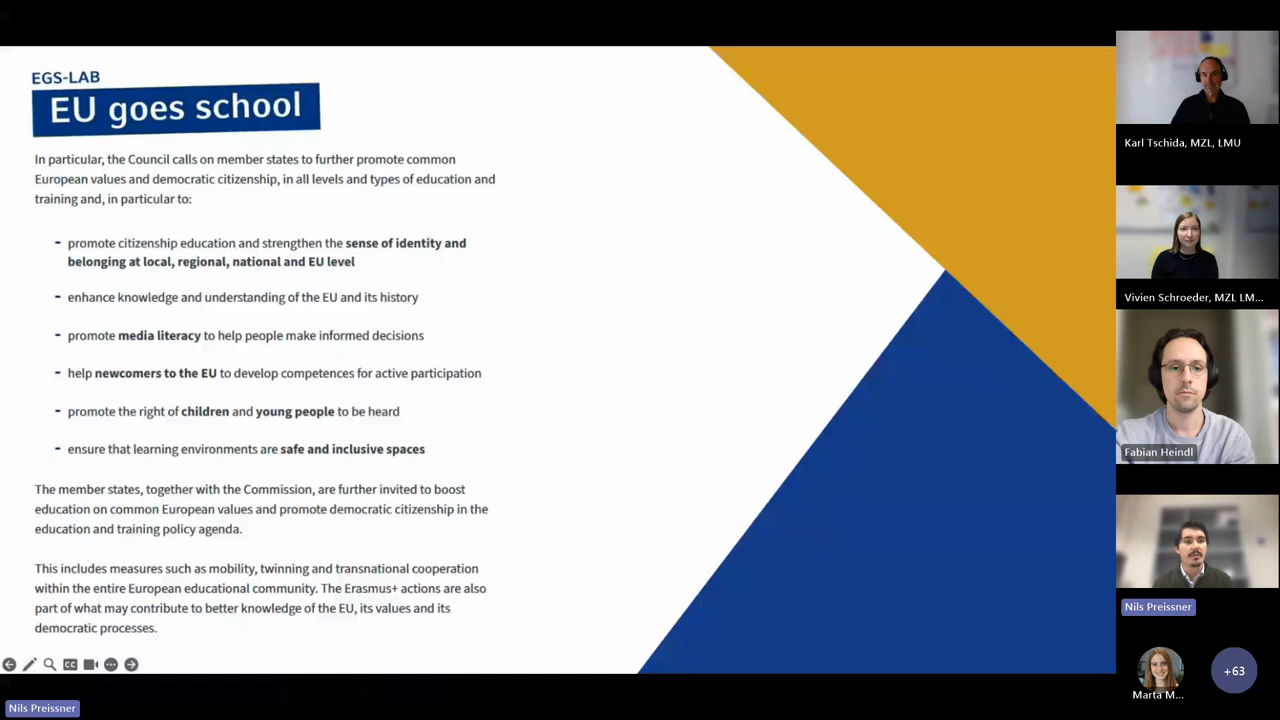 EGS-LAB
EU goes school
In particular, the Council calls on member states to further promote common
European values and democratic citizenship, in all levels and types of education and
training and, in particular to:
- promote citizenship education and strengthen the sense of identity and
belonging at local, regional, national and EU level
- enhance knowledge and understanding of the EU and its history
- promote media literacy to help people make informed decisions
- help newcomers to the EU to develop competences for active participation
- promote the right of children and young people to be heard
- ensure that learning environments are safe and inclusive spaces
The member states, together with the Commission, are further invited to boost
education on common European values and promote democratic citizenship in the
education and training policy agenda.
This includes measures such as mobility, twinning and transnational cooperation
within the entire European educational community. The Erasmus+ actions are also
part of what may contribute to better knowledge of the EU, its values and its
democratic processes.
CC
Nils Preissner
Karl Tschida, MZL, LMU
Vivien Schroeder, MZL LM...
Fabian Heindl
Nils Preissner
Marta M...
+63